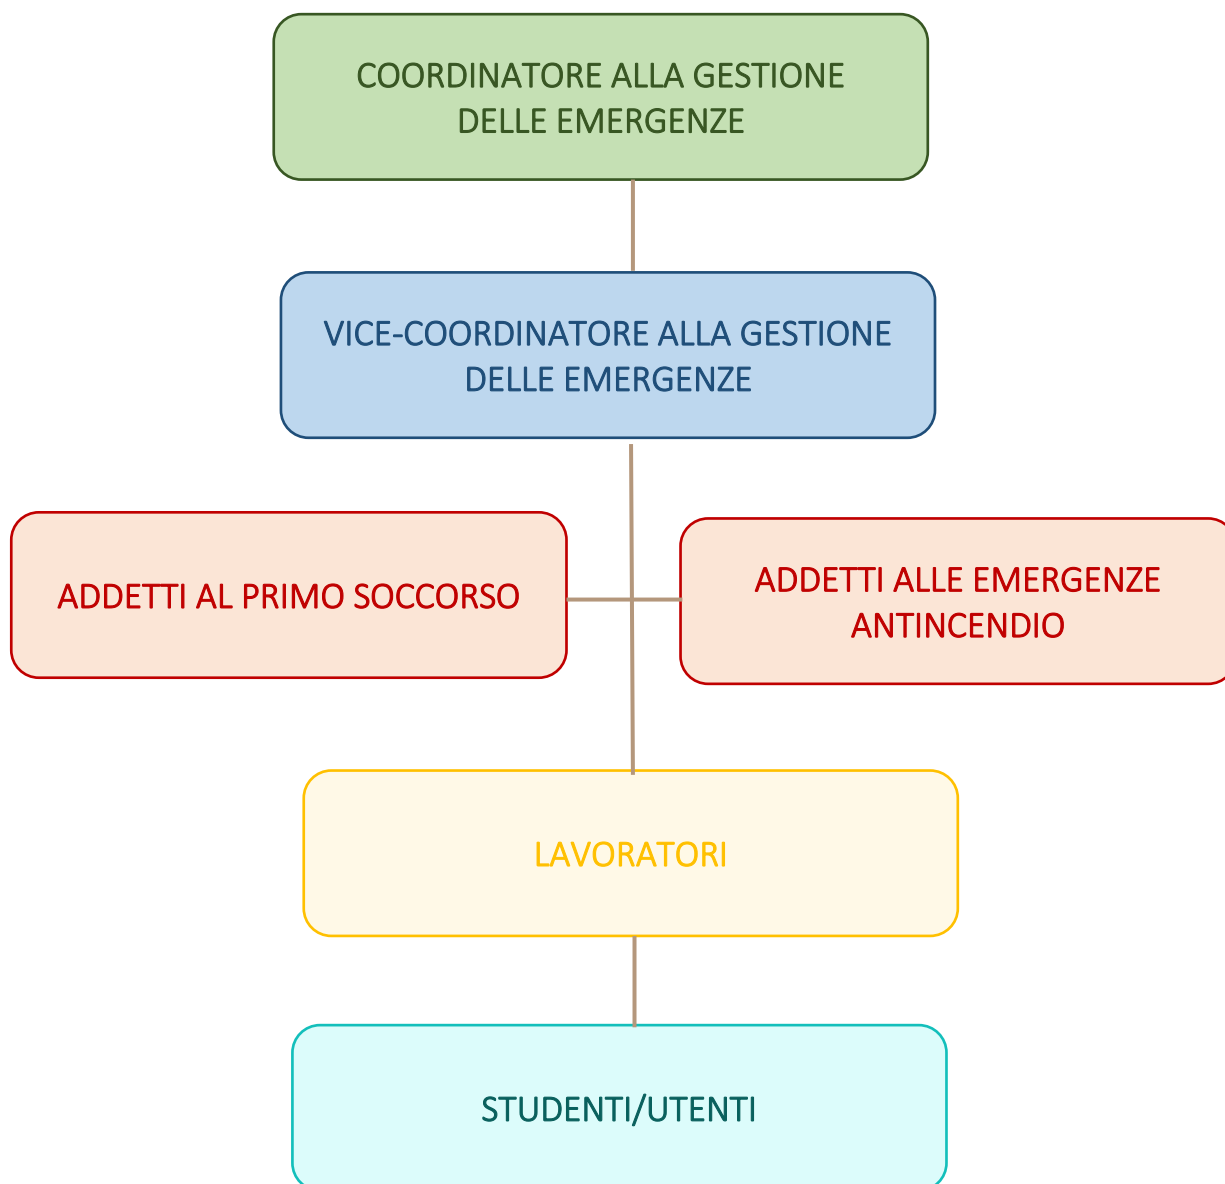 COORDINATORE ALLA GESTIONE
DELLE EMERGENZE
VICE-COORDINATORE ALLA GESTIONE
DELLE EMERGENZE
ADDETTI AL PRIMO SOCCORSO
ADDETTI ALLE EMERGENZE
ANTINCENDIO
LAVORATORI
STUDENTI/UTENTI